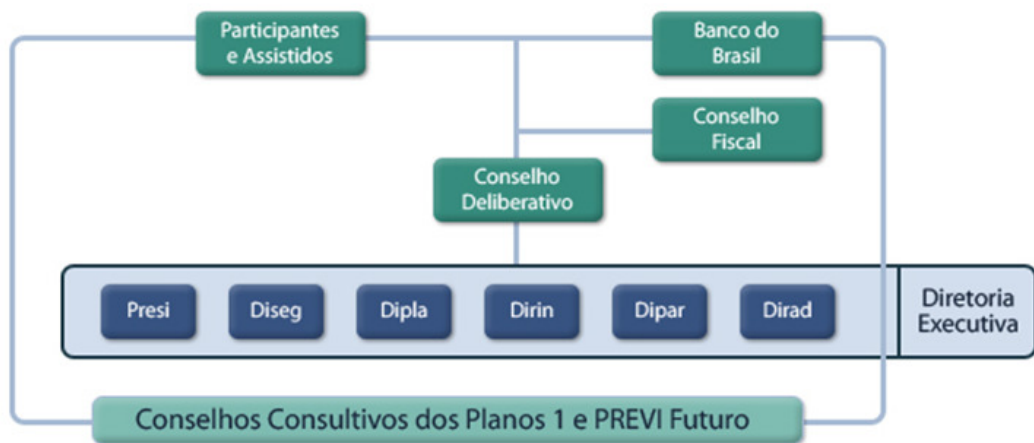 Participantes
e Assistidos
Banco do
Brasil
Conselho
Fiscal
Conselho
Deliberativo
Presi
Diseg
Dipla
Dirin
Dipar
Dirad
Diretoria
Executiva
Conselhos Consultivos dos Planos 1 e PREVI Futuro